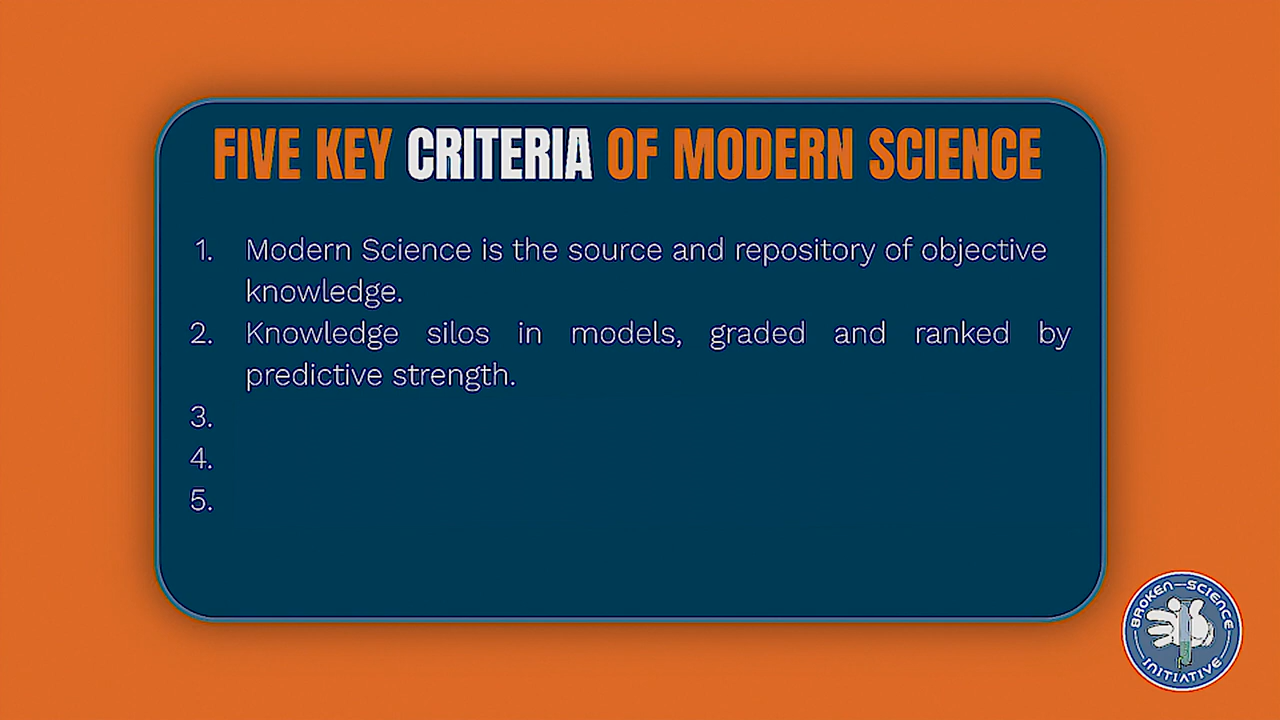 FIVE KEY CRITERIA OF MODERN SCIENCE
1. Modern Science is the source and repository of objective
knowledge.
2. Knowledge silos in models, graded and ranked by
predictive strength.
3.
4.
5.
BROKEN-SCIENCE
INITIATIVE